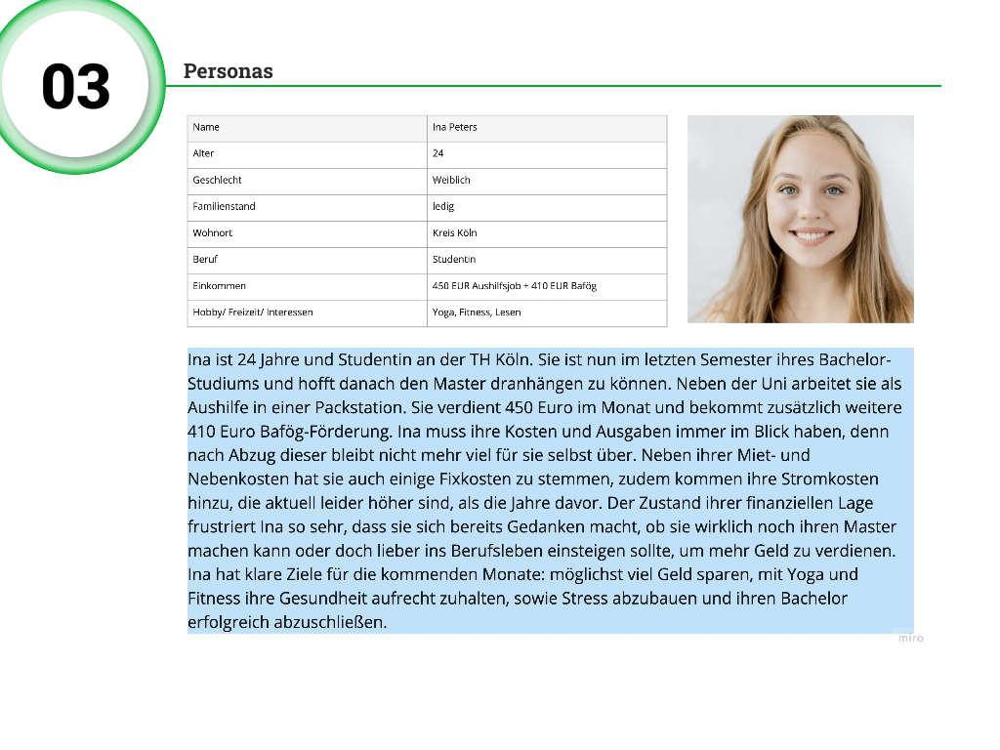 03
Personas
Name Ina Peters
Alter 24
Geschlecht Weiblich
Familienstand ledig
Wohnort Kreis Köln
Beruf Studentin
Einkommen 450 EUR Aushilfsjob + 410 EUR Bafög
Hobby/ Freizeit/ Interessen Yoga, Fitness, Lesen
Ina ist 24 Jahre und Studentin an der TH Köln. Sie ist nun im letzten Semester ihres Bachelor-
Studiums und hofft danach den Master dranhängen zu können. Neben der Uni arbeitet sie als
Aushilfe in einer Packstation. Sie verdient 450 Euro im Monat und bekommt zusätzlich weitere
410 Euro Bafög-Förderung. Ina muss ihre Kosten und Ausgaben immer im Blick haben, denn
nach Abzug dieser bleibt nicht mehr viel für sie selbst über. Neben ihrer Miet- und
Nebenkosten hat sie auch einige Fixkosten zu stemmen, zudem kommen ihre Stromkosten
hinzu, die aktuell leider höher sind, als die Jahre davor. Der Zustand ihrer finanziellen Lage
frustriert Ina so sehr, dass sie sich bereits Gedanken macht, ob sie wirklich noch ihren Master
machen kann oder doch lieber ins Berufsleben einsteigen sollte, um mehr Geld zu verdienen.
Ina hat klare Ziele für die kommenden Monate: möglichst viel Geld sparen, mit Yoga und
Fitness ihre Gesundheit aufrecht zuhalten, sowie Stress abzubauen und ihren Bachelor
erfolgreich abzuschließen.
miro